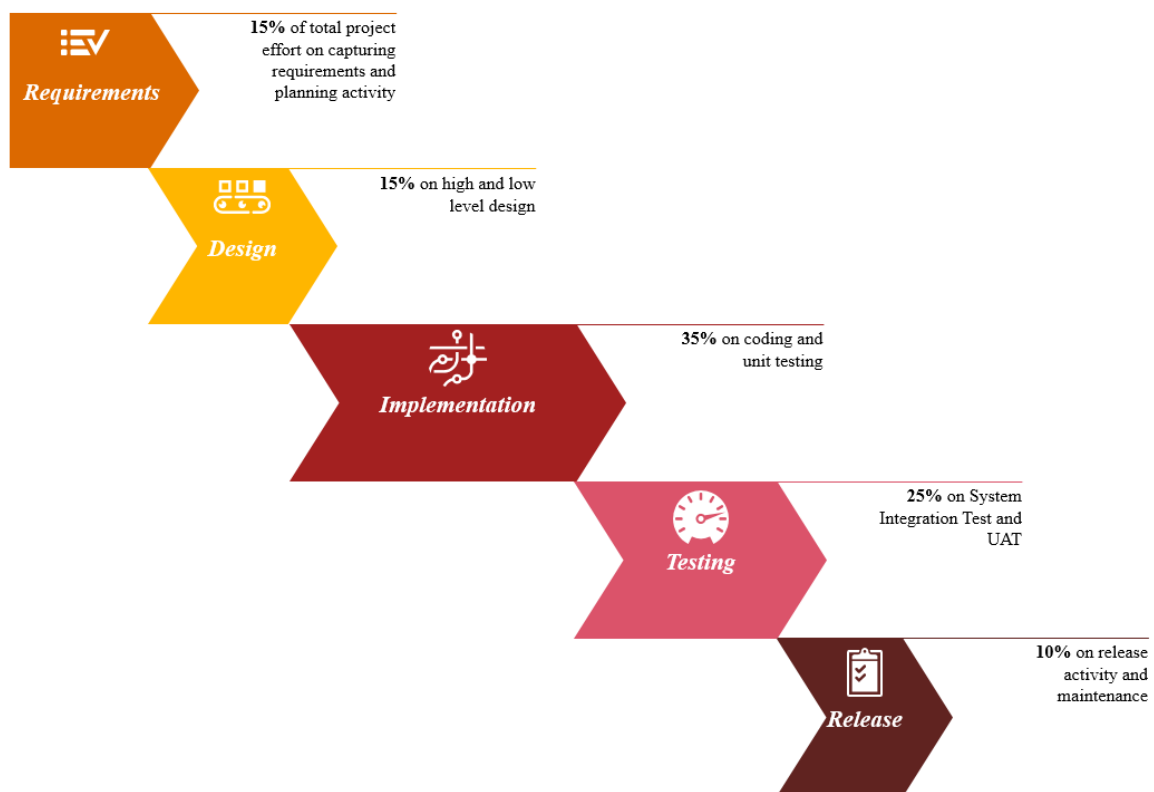 Requirements
15% of total project
effort on capturing
requirements and
planning activity
Design
15% on high and low
level design
Implementation
35% on coding and
unit testing
Testing
25% on System
Integration Test and
UAT
Release
10% on release
activity and
maintenance